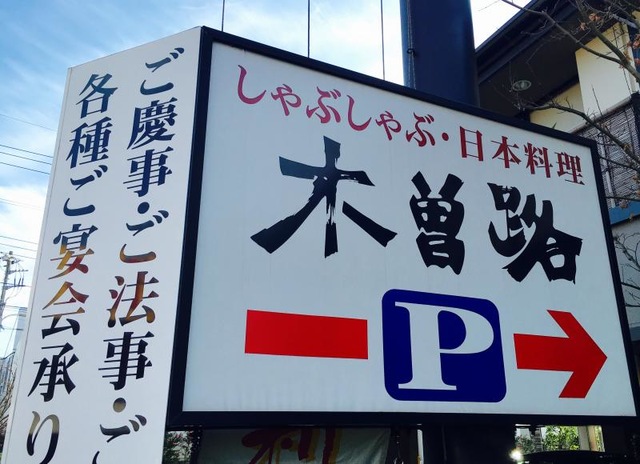 しゃぶしゃぶ・日本料理
木曽路
P
ご慶事・ご法事・ご
各種ご宴会承り